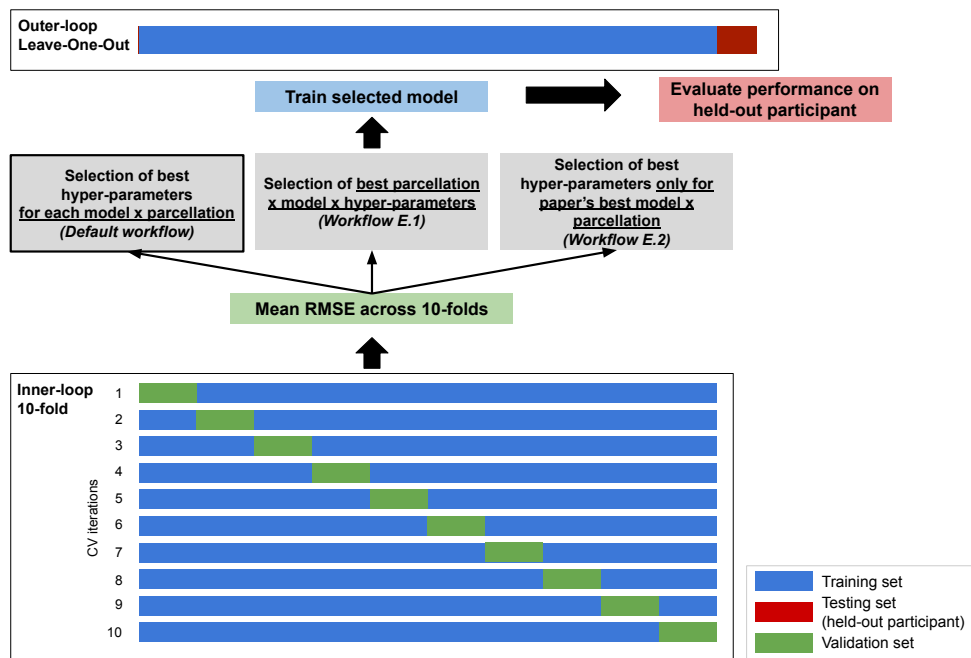 Outer-loop
Leave-One-Out
Train selected model
Evaluate performance on
held-out participant
Selection of best
hyper-parameters
for each model x parcellation
(Default workflow)
Selection of best parcellation
x model x hyper-parameters
(Workflow E.1)
Selection of best
hyper-parameters only for
paper's best model x
parcellation
(Workflow E.2)
Mean RMSE across 10-folds
Inner-loop
10-fold
CV iterations
1
2
3
4
5
6
7
8
9
10
Training set
Testing set
(held-out participant)
Validation set